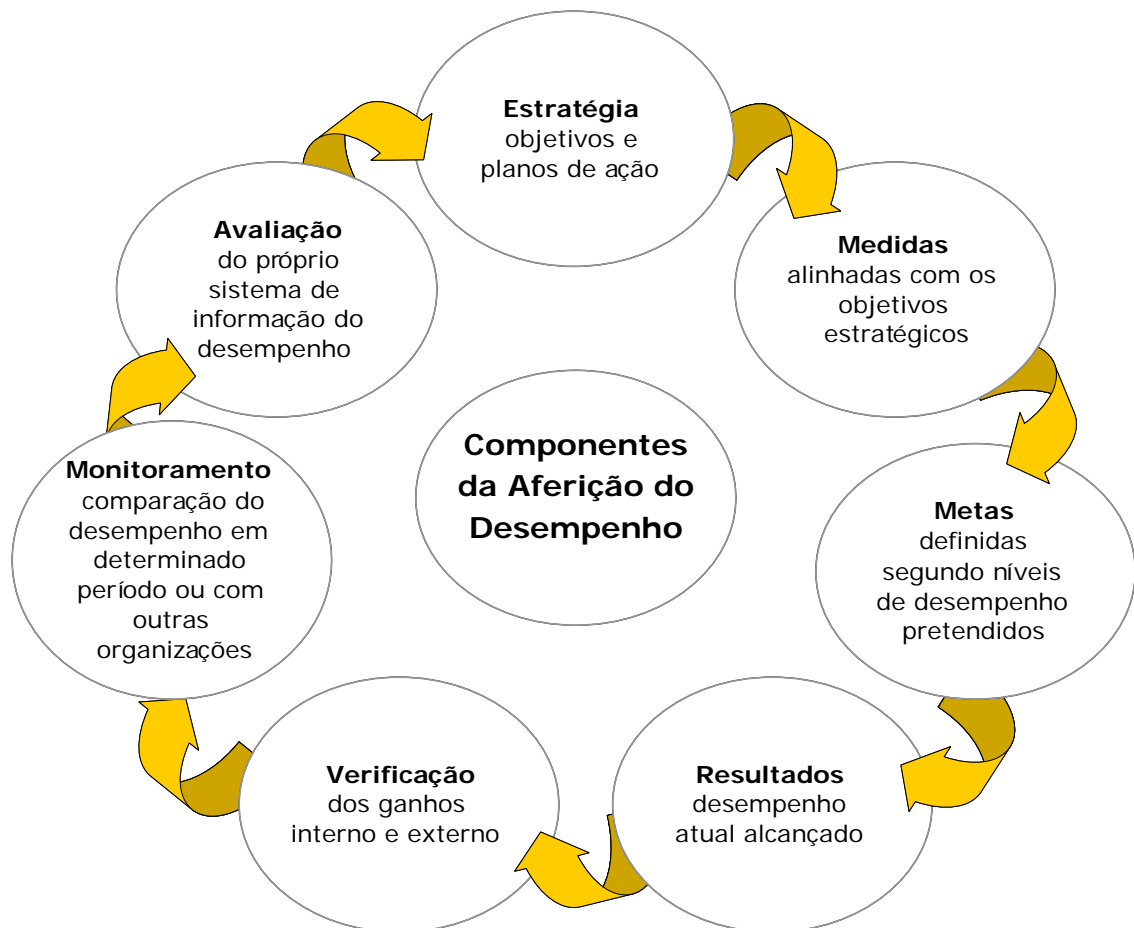 Estratégia
objetivos e
planos de ação
Medidas
alinhadas com os
objetivos
estratégicos
Metas
definidas
segundo níveis
de desempenho
pretendidos
Resultados
desempenho
atual alcançado
Verificação
dos ganhos
interno e externo
Monitoramento
comparação do
desempenho em
determinado
período ou com
outras
organizações
Avaliação
do próprio
sistema de
informação do
desempenho
Componentes
da Aferição do
Desempenho